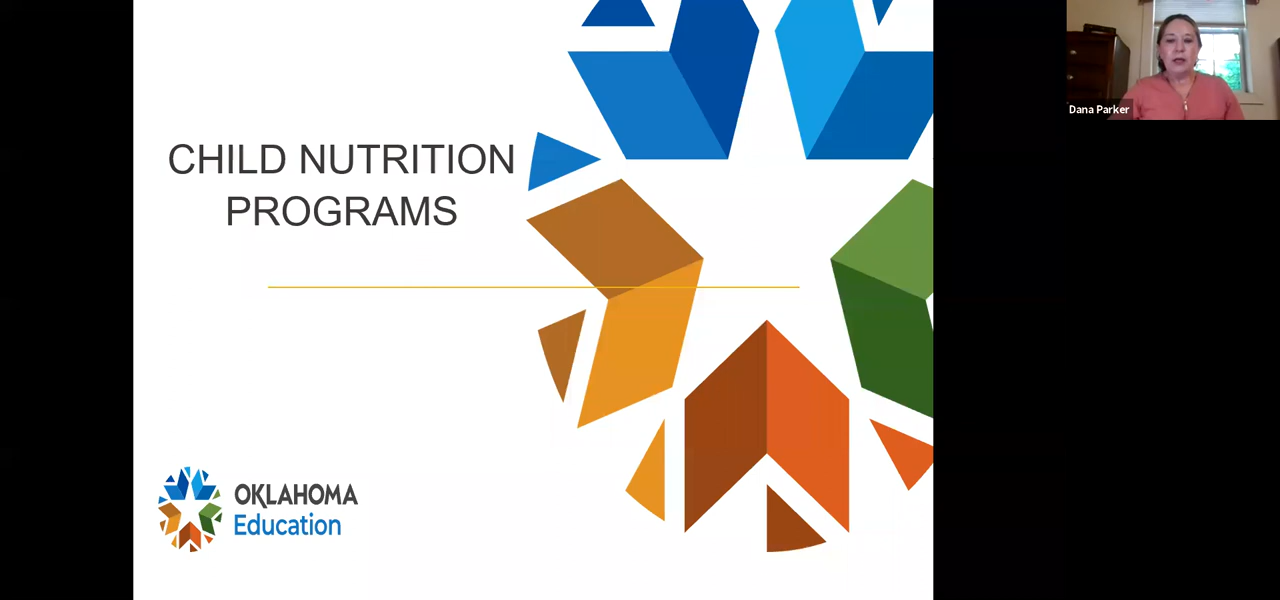 CHILD NUTRITION
PROGRAMS
OKLAHOMA
Education
Dana Parker